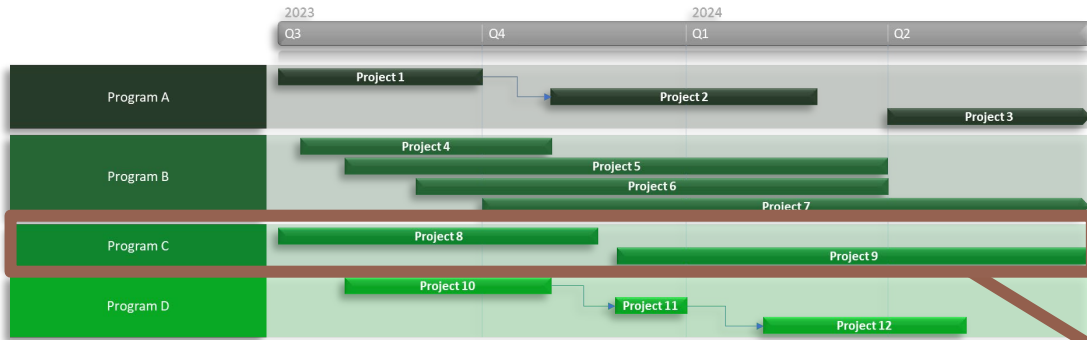 2023 2024
Q3 Q4 Q1 Q2
Program A
Project 1
Project 2
Project 3
Program B
Project 4
Project 5
Project 6
Project 7
Program C
Project 8
Project 9
Program D
Project 10
Project 11
Project 12